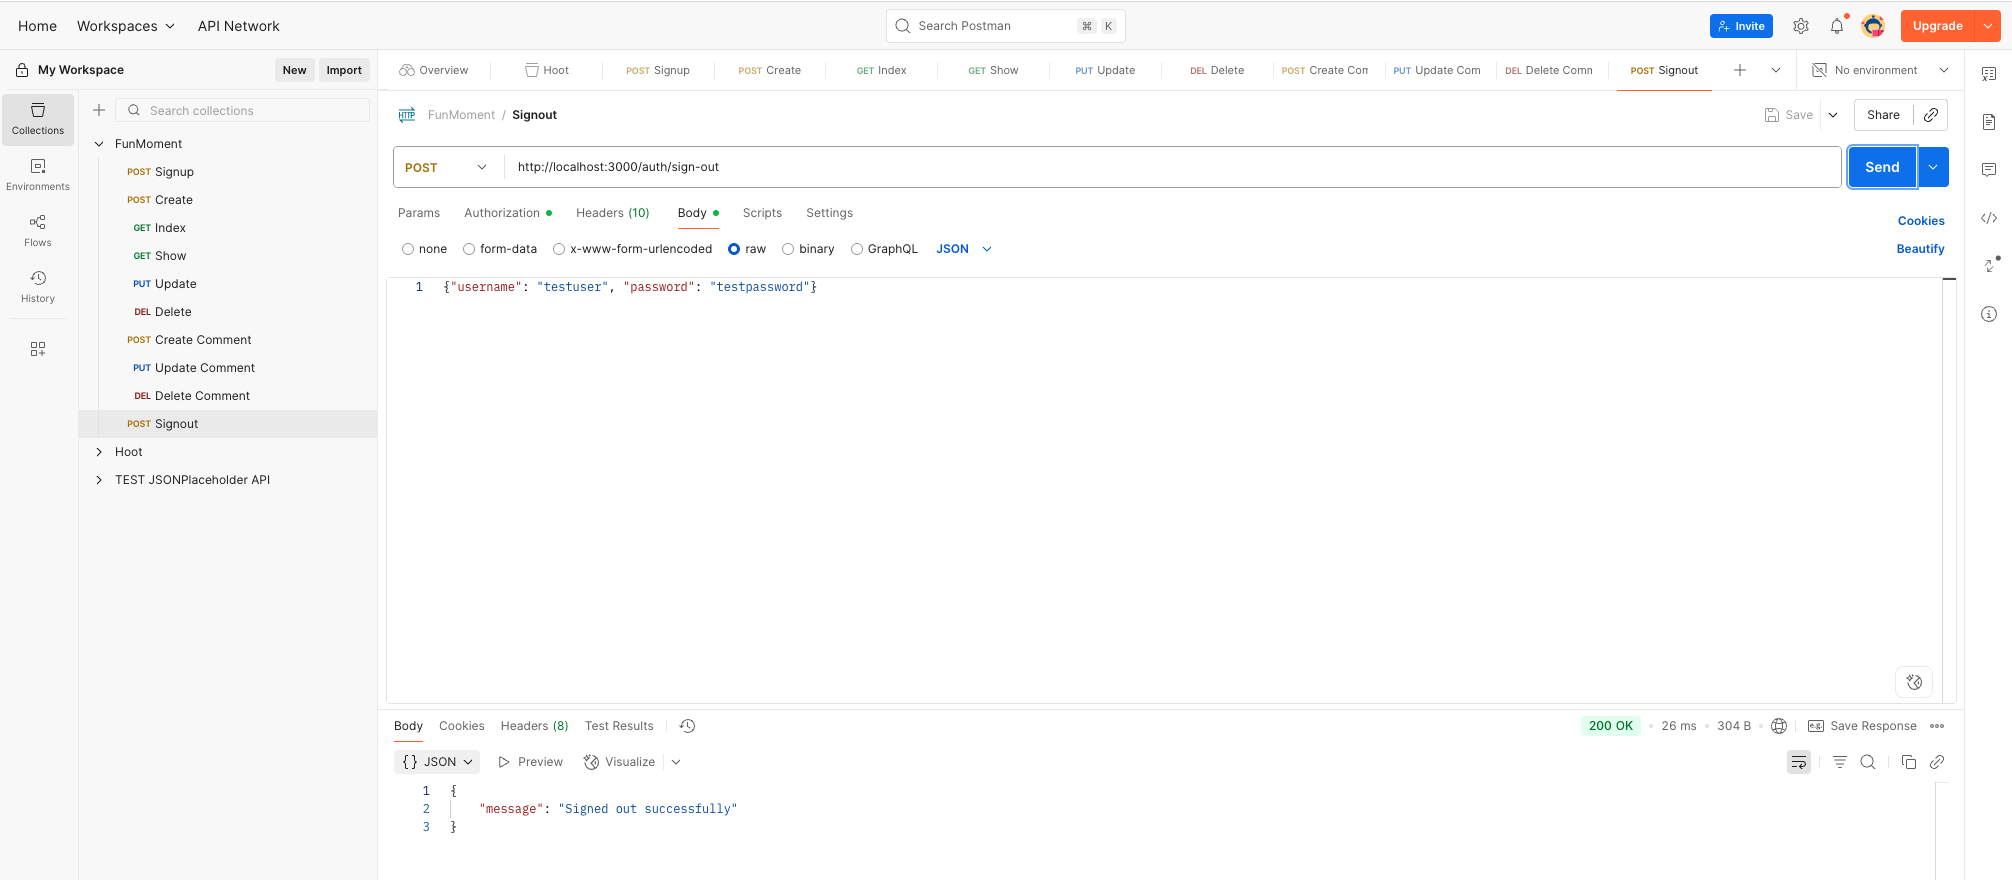 Home Workspaces API Network Search Postman ⌘ K Invite Upgrade
My Workspace New Import Overview Hoot POST Signup POST Create GET Index GET Show PUT Update DEL Delete POST Create Com PUT Update Com DEL Delete Comm POST Signout No environment
Collections
Environments
Flows
History
Search collections
FunMoment
POST Signup
POST Create
GET Index
GET Show
PUT Update
DEL Delete
POST Create Comment
PUT Update Comment
DEL Delete Comment
POST Signout
Hoot
TEST JSONPlaceholder API
HTTP FunMoment / Signout Save Share
POST http://localhost:3000/auth/sign-out Send
Params Authorization Headers (10) Body Scripts Settings Cookies
none form-data x-www-form-urlencoded raw binary GraphQL JSON Beautify
1 {"username": "testuser", "password": "testpassword"}
Body Cookies Headers (8) Test Results 200 OK 26 ms 304 B e.g. Save Response
{} JSON Preview Visualize
1 {
2 "message": "Signed out successfully"
3 }